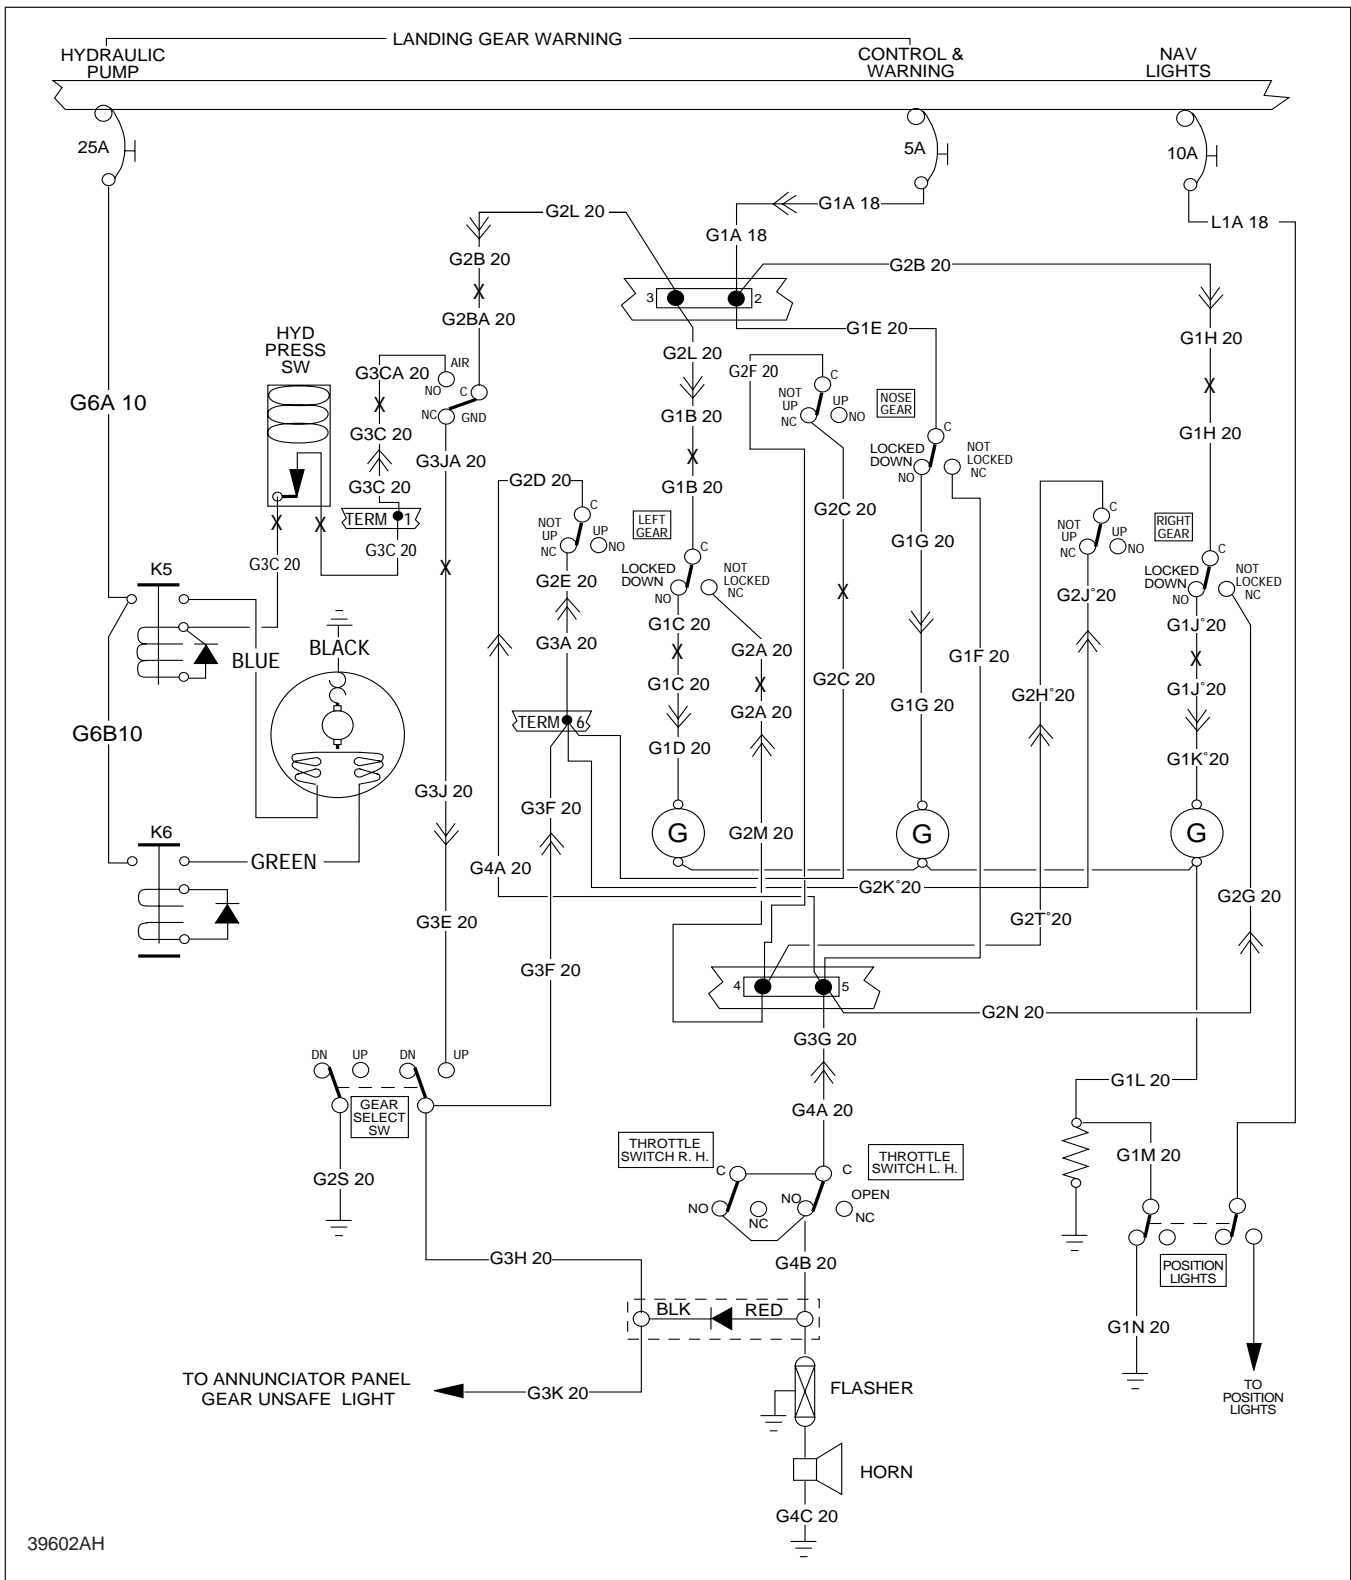 LANDING GEAR WARNING
HYDRAULIC
PUMP
CONTROL &
WARNING
NAV
LIGHTS
25A
5A
10A
G2L 20
G1A 18
L1A 18
G1A 18
G2B 20
G2B 20
3
2
G2BA 20
G1E 20
G1H 20
HYD
PRESS
SW
G3CA 20
AIR
NO
C
NC
GND
G2L 20
G2F 20
C
NOT
UP
NC
UP
NO
NOSE
GEAR
G6A 10
G3C 20
G1B 20
G1H 20
G3JA 20
C
LOCKED
DOWN
NO
NOT
LOCKED
NC
G3C 20
G2D 20
G1B 20
G2C 20
TERM 1
C
NOT
UP
NC
UP
NO
LEFT
GEAR
C
NOT
UP
NC
UP
NO
RIGHT
GEAR
G3C 20
G3C 20
G1G 20
C
LOCKED
DOWN
NO
NOT
LOCKED
NC
C
LOCKED
DOWN
NO
NOT
LOCKED
NC
K5
G2E 20
G2J°20
G1C 20
G1J°20
BLUE
BLACK
G3A 20
G2A 20
G1F 20
G1C 20
G2C 20
G2H°20
G1J°20
G6B10
TERM 6
G2A 20
G1G 20
G1D 20
G1K°20
G3J 20
G3F 20
K6
G
G2M 20
G
G
GREEN
G4A 20
G2K°20
G2G 20
G3E 20
G2T°20
G3F 20
4
5
G2N 20
G3G 20
DN
UP
DN
UP
G1L 20
GEAR
SELECT
SW
G4A 20
G2S 20
THROTTLE
SWITCH R. H.
C
C
THROTTLE
SWITCH L. H.
G1M 20
NO
NC
NO
OPEN
NC
G3H 20
G4B 20
POSITION
LIGHTS
BLK
RED
G1N 20
TO ANNUNCIATOR PANEL
GEAR UNSAFE LIGHT
G3K 20
FLASHER
TO
POSITION
LIGHTS
HORN
G4C 20
39602AH